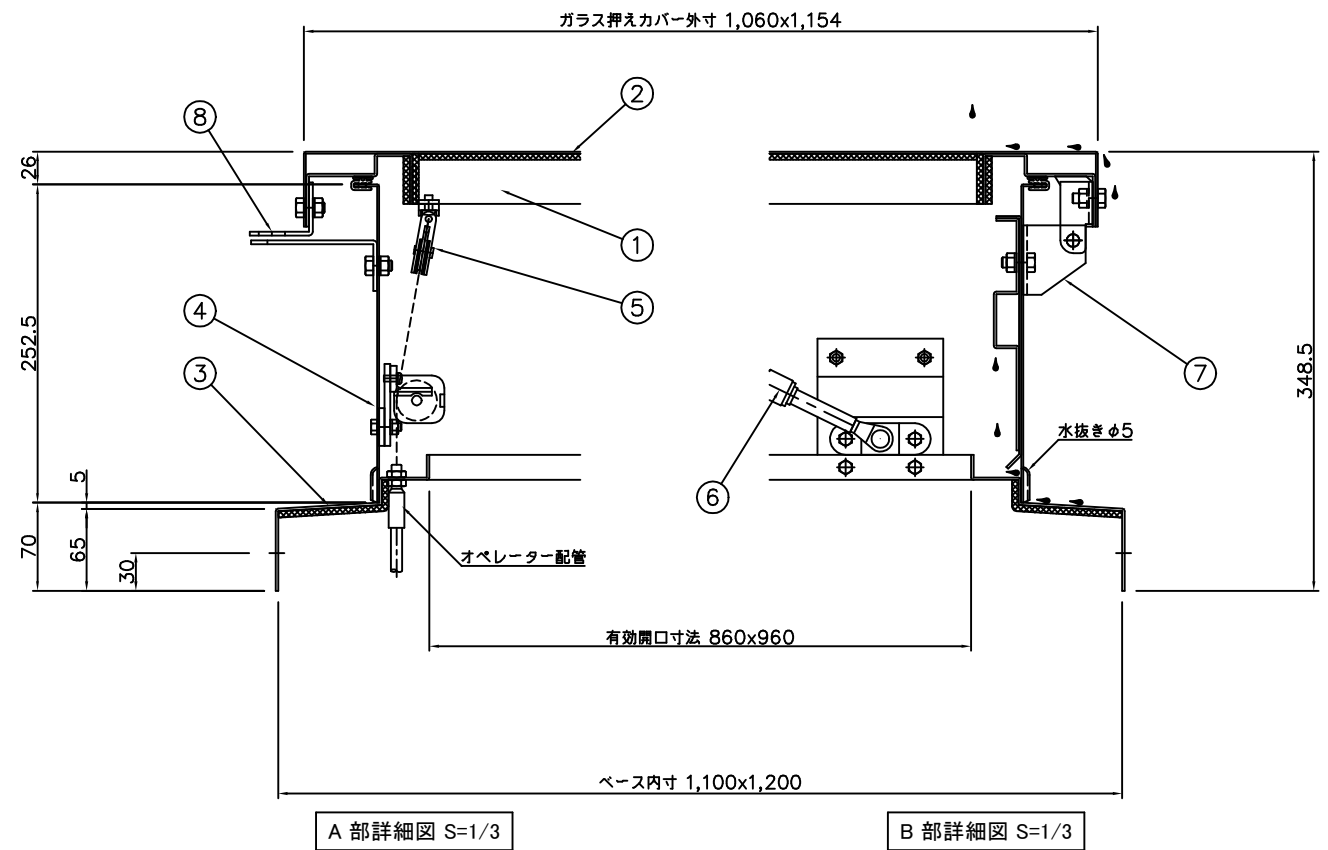 ガラス押えカバー外寸 1,060x1,154
②
⑧
26
①
⑤
④
252.5
③
⑦
348.5
水抜きφ5
⑥
5
70
65
30
オペレーター配管
有効開口寸法 860x960
ベース内寸 1,100x1,200
A 部詳細図 S=1/3
B 部詳細図 S=1/3